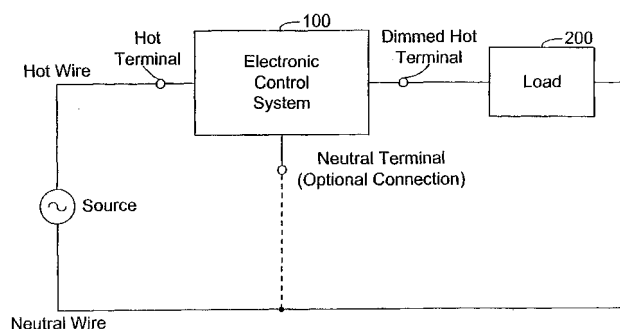 100
Hot
Terminal
Electronic
Control
System
Dimmed Hot
Terminal
200
Load
Hot Wire
Neutral Terminal
(Optional Connection)
Source
Neutral Wire